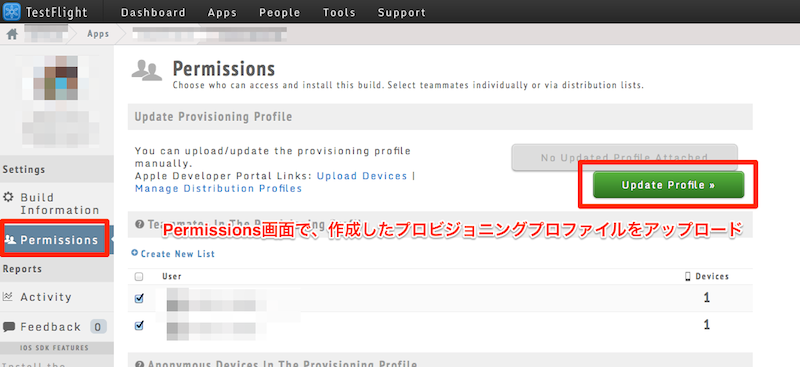 TestFlight Dashboard Apps People Tools Support
Apps
Permissions
Choose who can access and install this build. Select teammates individually or via distribution lists.
Update Provisioning Profile
You can upload/update the provisioning profile
manually.
Apple Developer Portal Links: Upload Devices |
Manage Distribution Profiles
No Updated Profile Attached
Update Profile »
Settings
Build
Information
Permissions
Reports
Activity
Feedback 0
IOS SDK FEATURES
Install the
Teammates In The Provisioning Profile
Permissions画面で、作成したプロビジョニングプロファイルをアップロード
Create New List
User Devices
1
1
Anonymous Devices In The Provisioning Profile